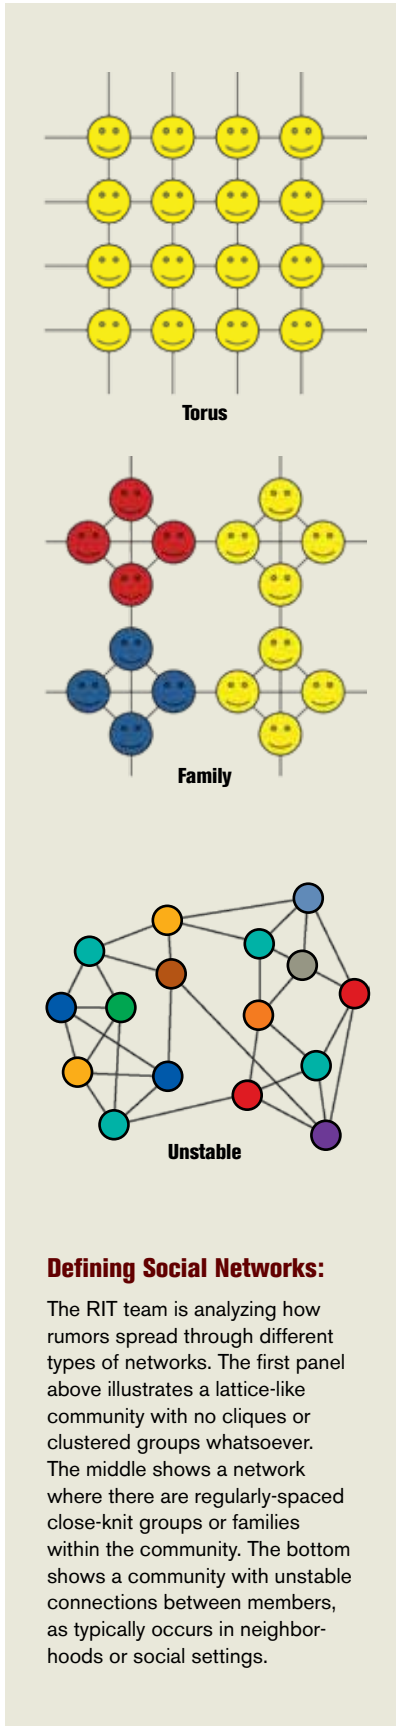 Torus
Family
Unstable
Defining Social Networks:
The RIT team is analyzing how
rumors spread through different
types of networks. The first panel
above illustrates a lattice-like
community with no cliques or
clustered groups whatsoever.
The middle shows a network
where there are regularly-spaced
close-knit groups or families
within the community. The bottom
shows a community with unstable
connections between members,
as typically occurs in neighbor-
hoods or social settings.